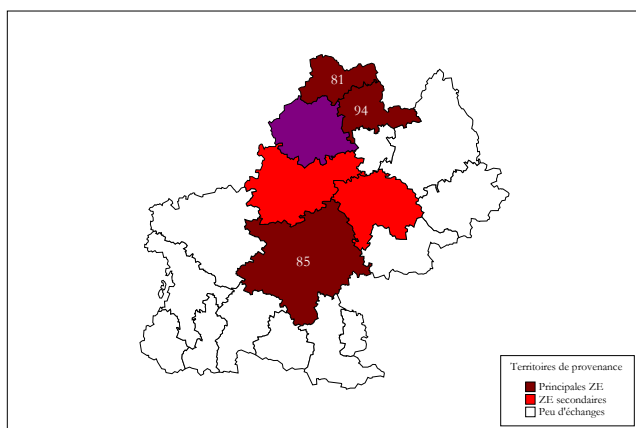 81
94
85
Territoires de provenance
Principales ZE
ZE secondaires
Peu d'échanges